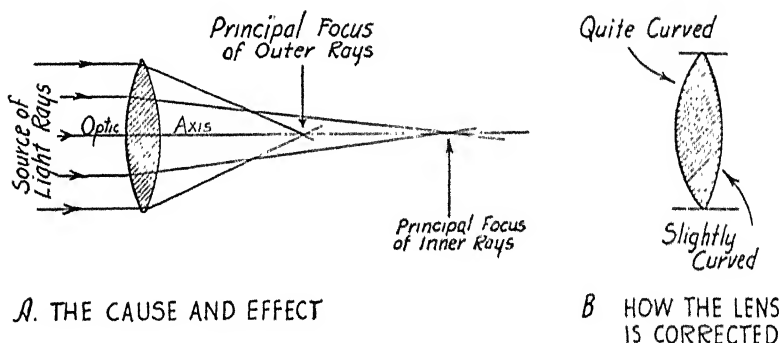 Principal Focus
of Outer Rays
Source of
Light Rays
Optic Axis
Principal Focus
of Inner Rays
A. THE CAUSE AND EFFECT
Quite Curved
Slightly
Curved
B HOW THE LENS
IS CORRECTED